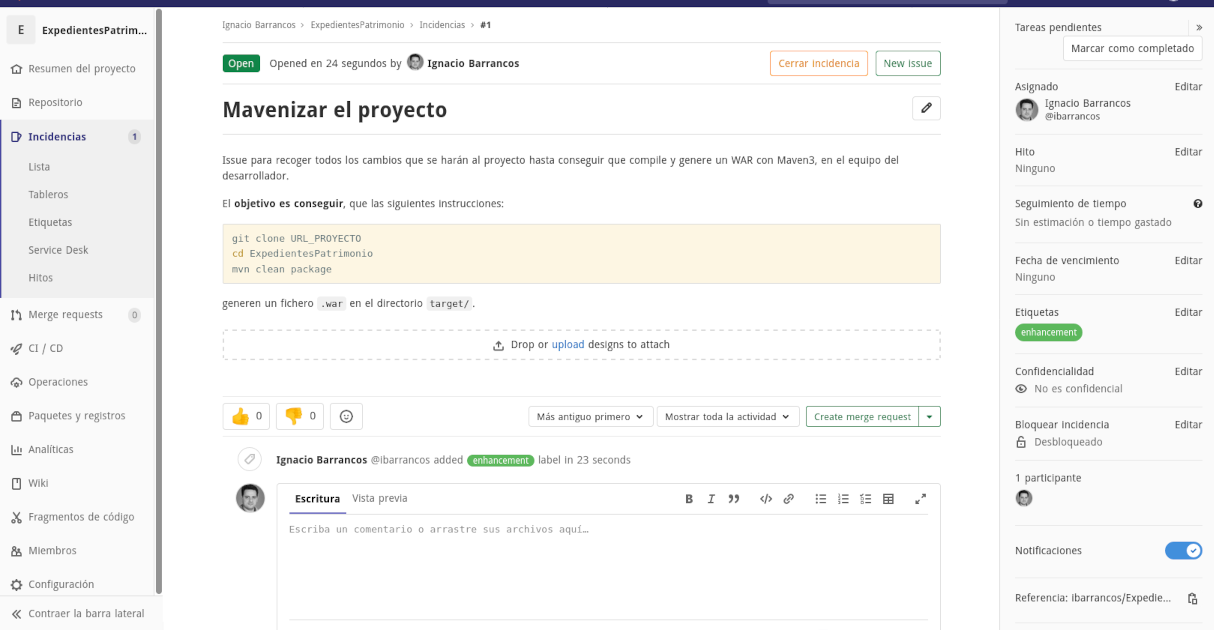 E ExpedientesPatrim...
Resumen del proyecto
Repositorio
Incidencias 1
Lista
Tableros
Etiquetas
Service Desk
Hitos
Merge requests 0
CI / CD
Operaciones
Paquetes y registros
Analíticas
Wiki
Fragmentos de código
Miembros
Configuración
Contraer la barra lateral
Ignacio Barrancos › ExpedientesPatrimonio › Incidencias › #1
Open Opened en 24 segundos by Ignacio Barrancos
Cerrar incidencia New issue
Mavenizar el proyecto
Issue para recoger todos los cambios que se harán al proyecto hasta conseguir que compile y genere un WAR con Maven3, en el equipo del
desarrollador.
El objetivo es conseguir, que las siguientes instrucciones:
git clone URL_PROYECTO
cd ExpedientesPatrimonio
mvn clean package
generen un fichero .war en el directorio target/.
Drop or upload designs to attach
0 0
Más antiguo primero Mostrar toda la actividad Create merge request
Ignacio Barrancos @ibarrancos added enhancement label in 23 seconds
Escritura Vista previa
B I
Escriba un comentario o arrastre sus archivos aquí…
Tareas pendientes »
Marcar como completado
Asignado Editar
Ignacio Barrancos
@ibarrancos
Hito Editar
Ninguno
Seguimiento de tiempo
Sin estimación o tiempo gastado
Fecha de vencimiento Editar
Ninguno
Etiquetas Editar
enhancement
Confidencialidad Editar
No es confidencial
Bloquear incidencia Editar
Desbloqueado
1 participante
Notificaciones
Referencia: ibarrancos/Expedie...